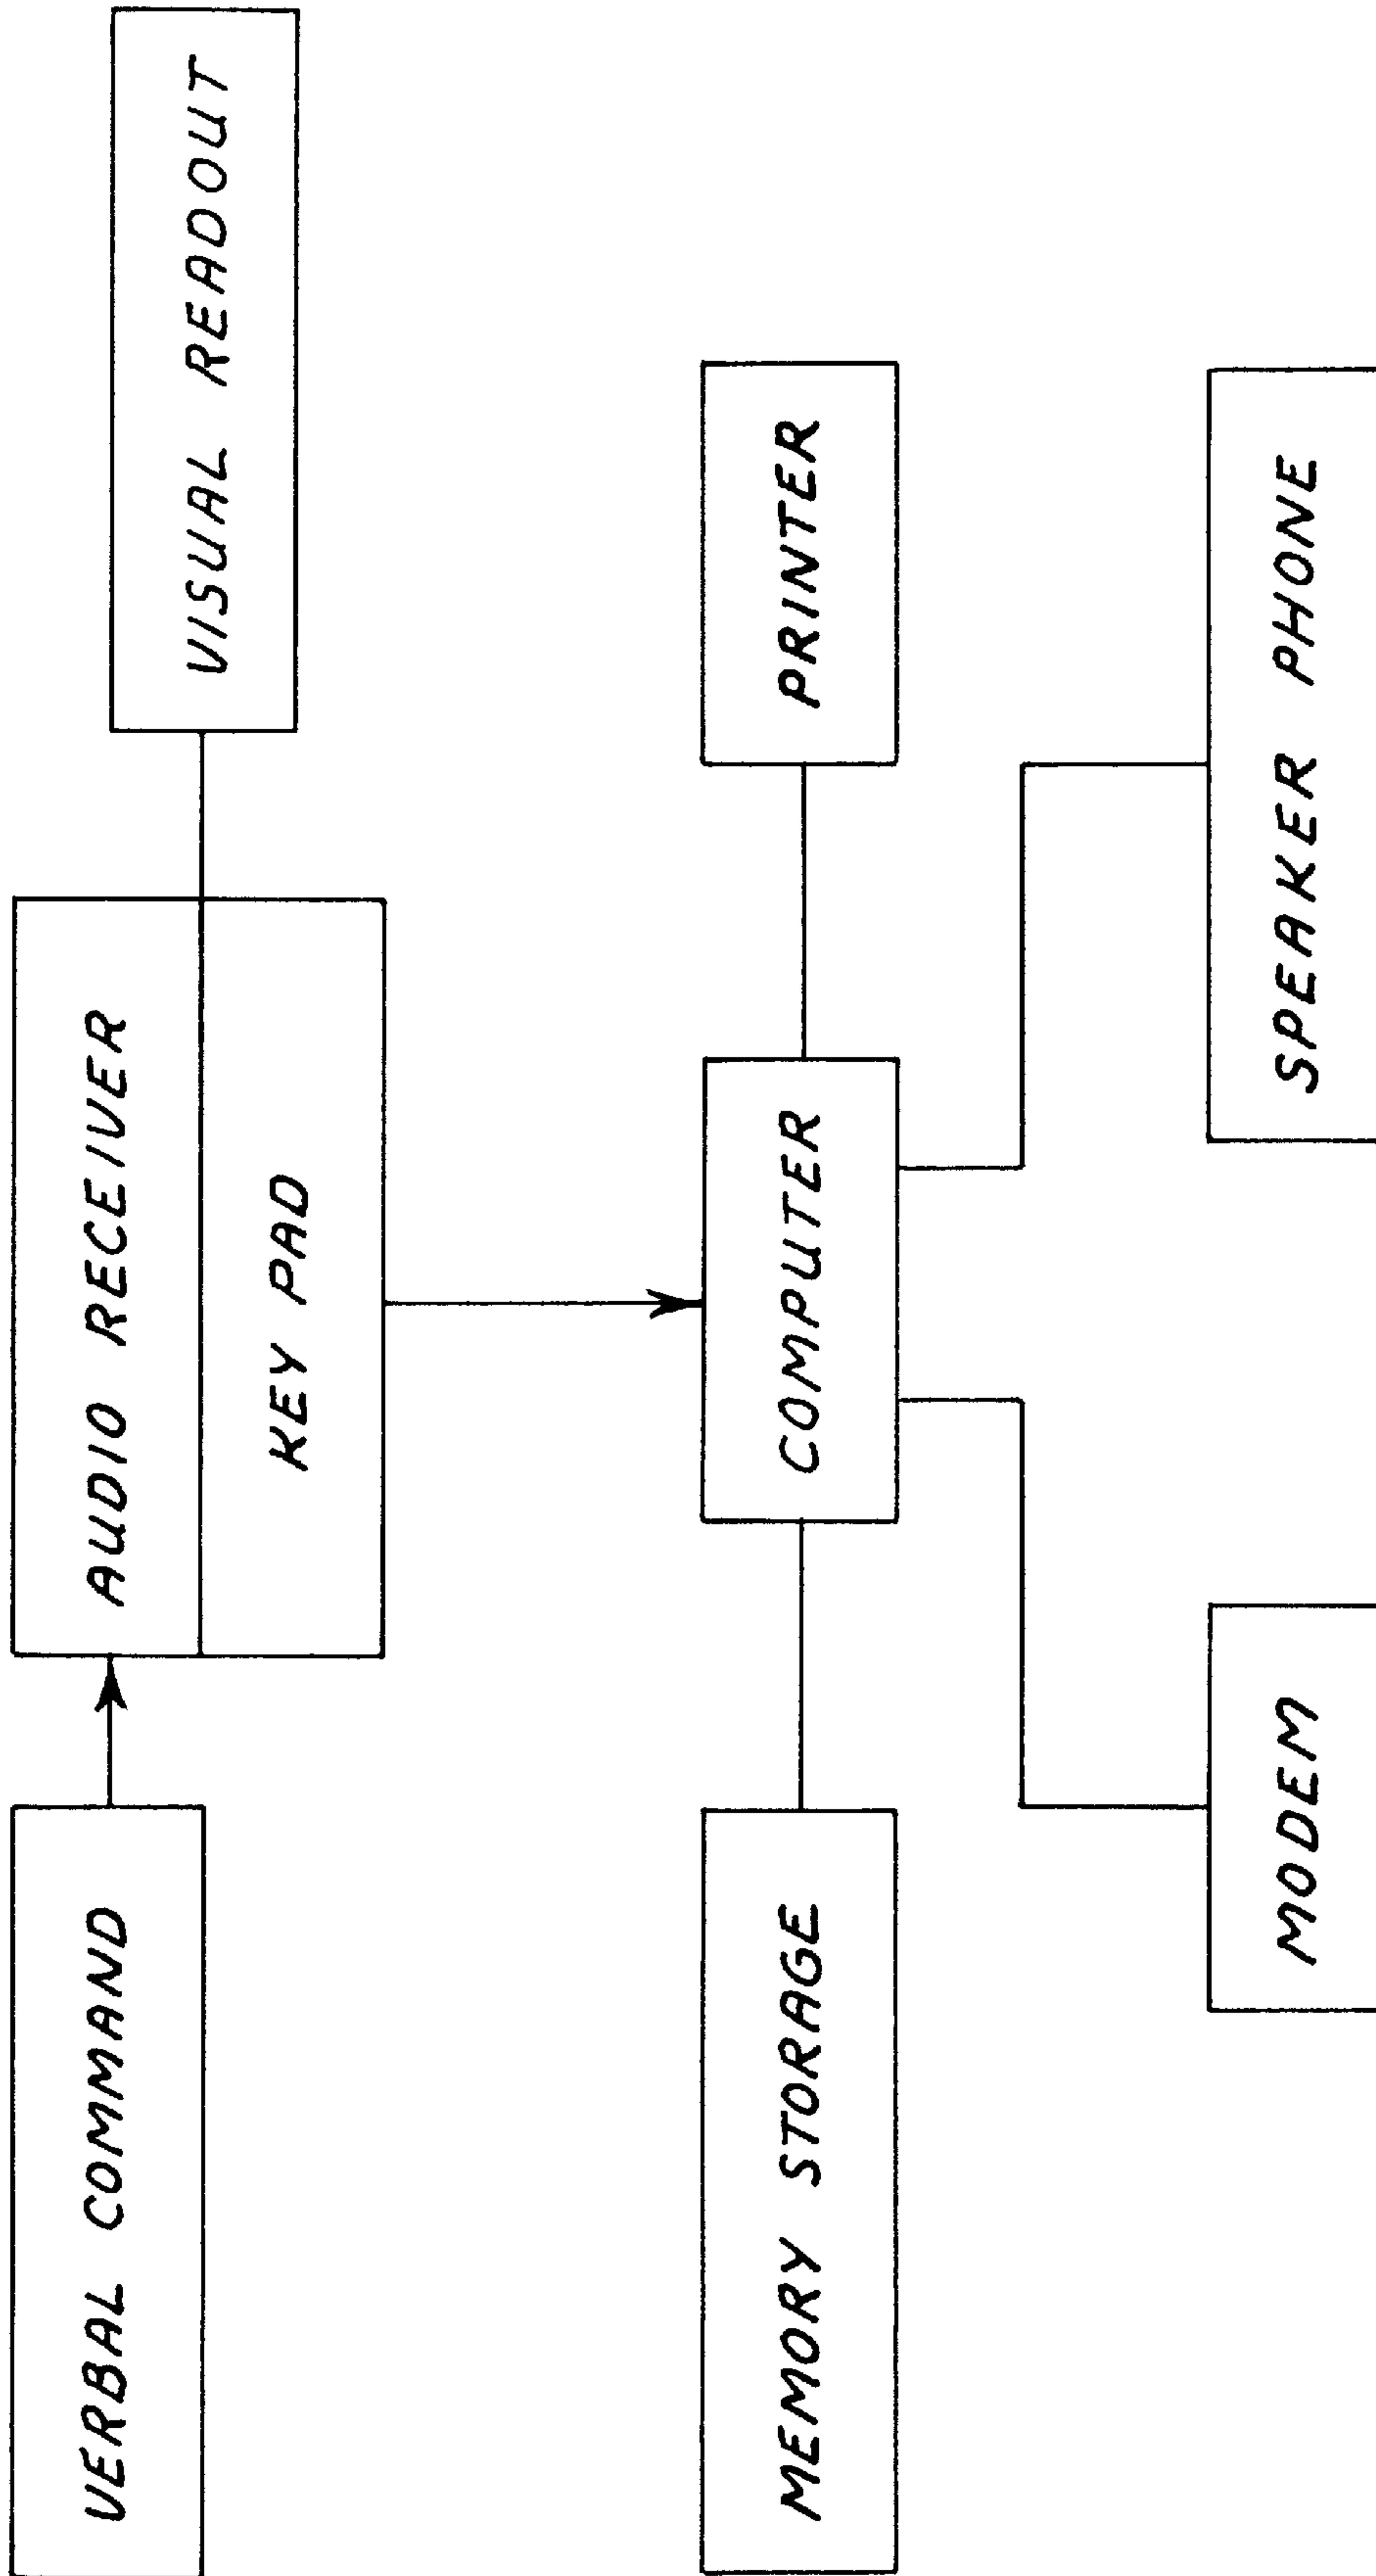 VERBAL COMMAND
AUDIO RECEIVER
KEY PAD
VISUAL READOUT
MEMORY STORAGE
COMPUTER
PRINTER
MODEM
SPEAKER PHONE